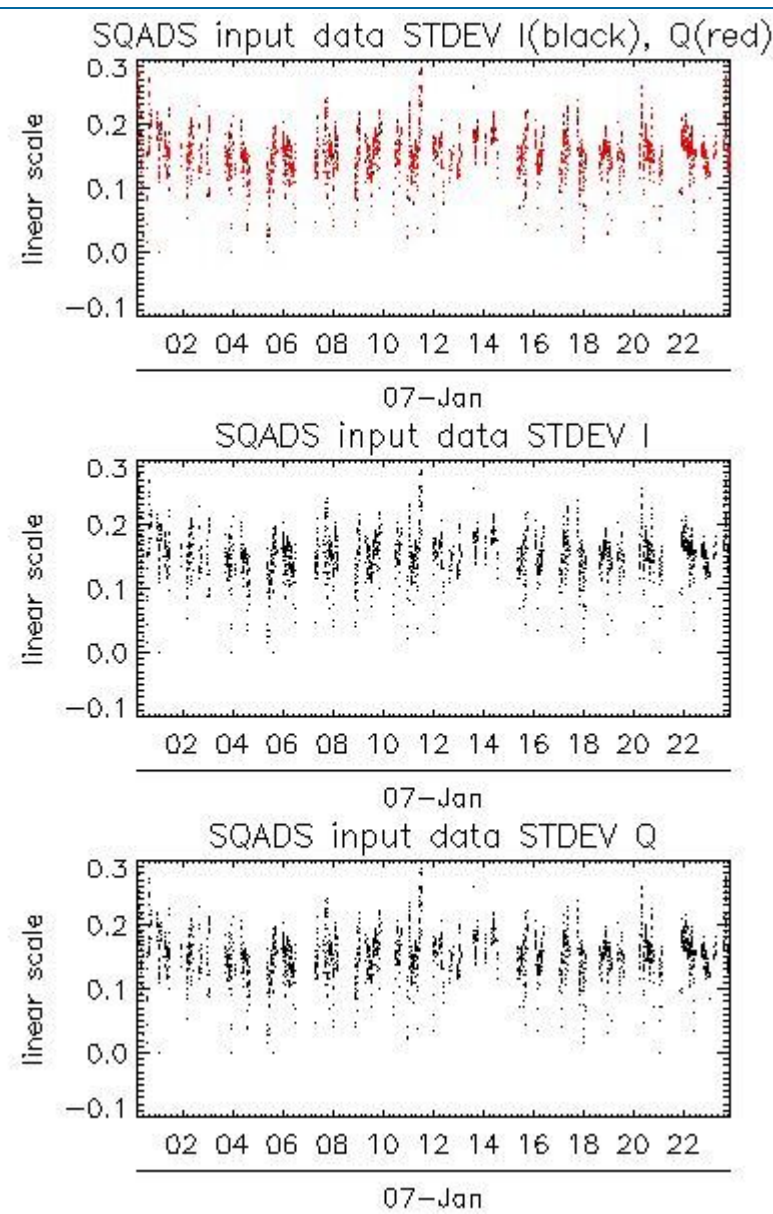 SQADS input data STDEV I(black), Q(red)
0.3
0.2
0.1
0.0
−0.1
linear scale
02 04 06 08 10 12 14 16 18 20 22
07−Jan
SQADS input data STDEV I
0.3
0.2
0.1
0.0
−0.1
linear scale
02 04 06 08 10 12 14 16 18 20 22
07−Jan
SQADS input data STDEV Q
0.3
0.2
0.1
0.0
−0.1
linear scale
02 04 06 08 10 12 14 16 18 20 22
07−Jan